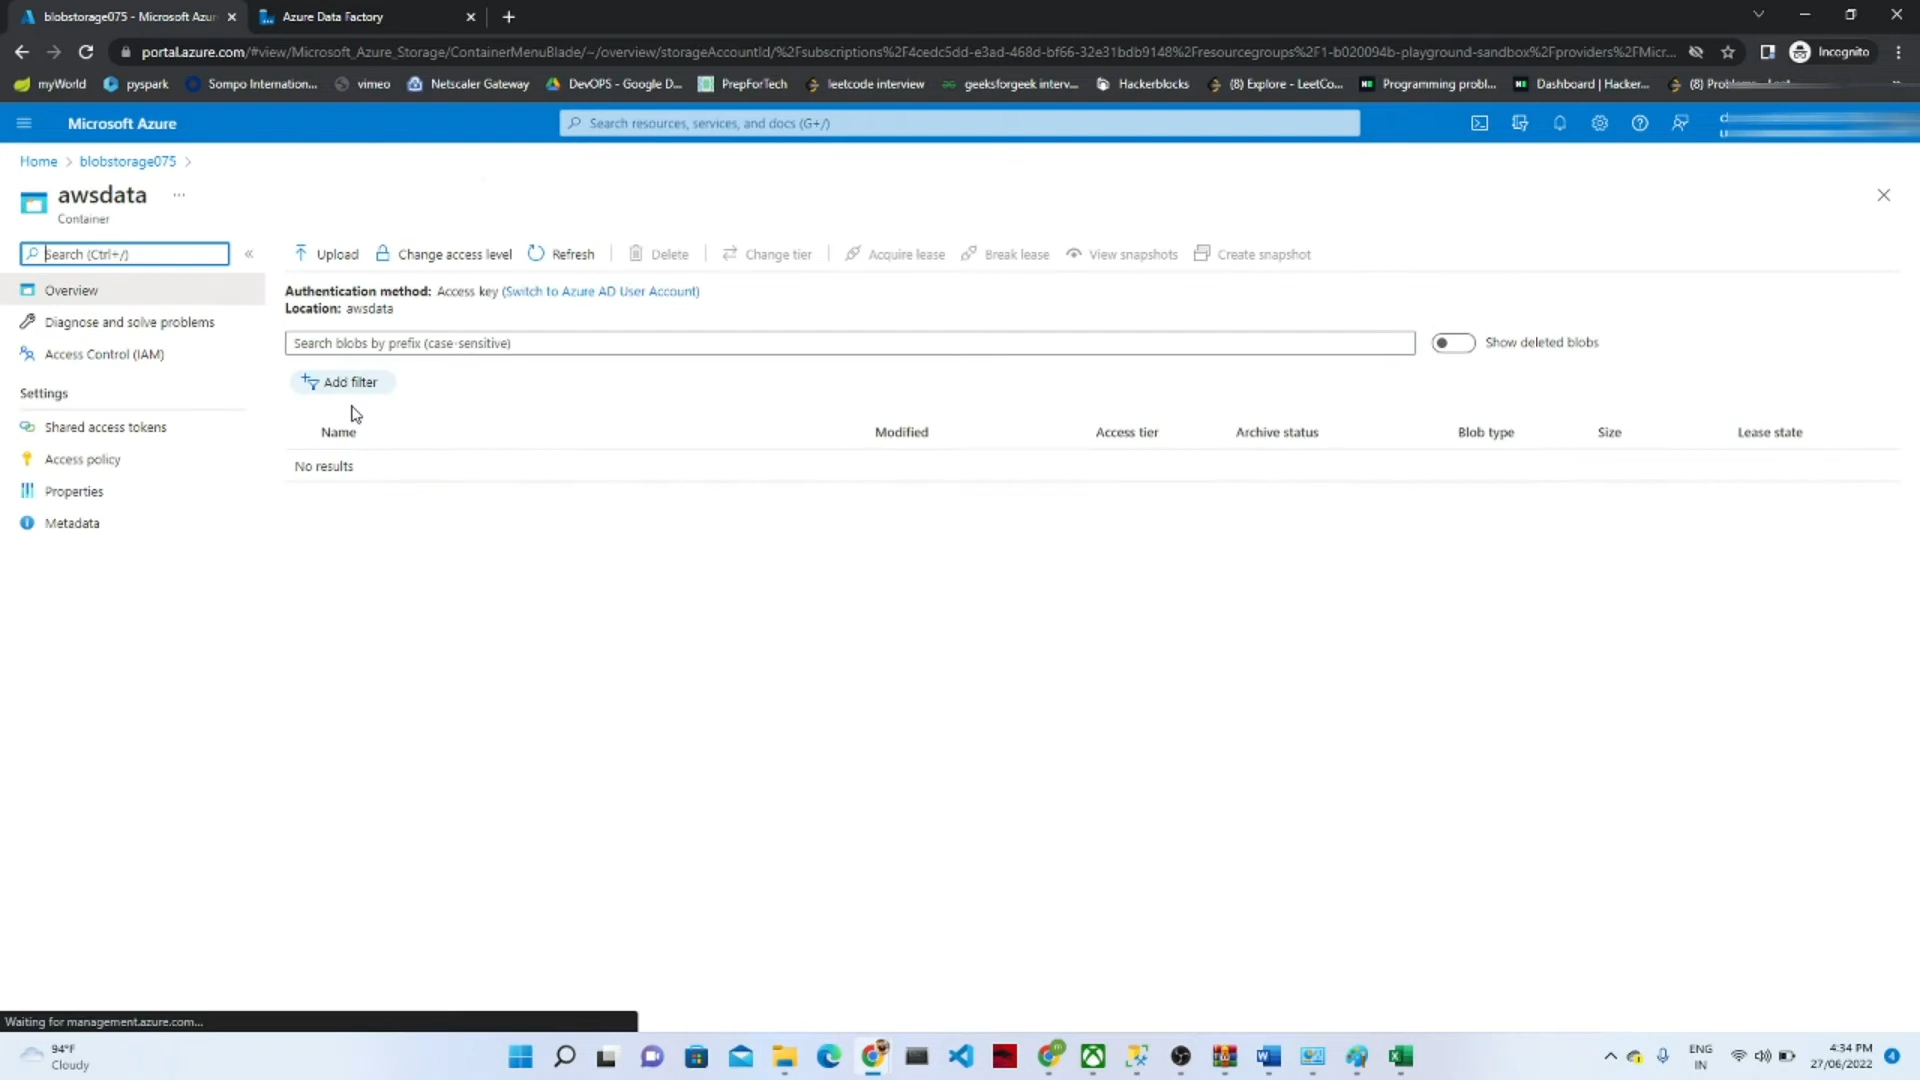 blobstorage075 - Microsoft Azur
Azure Data Factory
portal.azure.com/#view/Microsoft_Azure_Storage/ContainerMenuBlade/~/overview/storageAccountId/%2Fsubscriptions%2F4cedc5dd-e3ad-468d-bf66-32e31bdb9148%2Fresourcegroups%2F1-b020094b-playground-sandbox%2Fproviders%2FMicr...
Incognito
myWorld pyspark Sompo Internation... vimeo Netscaler Gateway DevOPS - Google D... PrepForTech leetcode interview geeksforgeek interv... Hackerblocks (8) Explore - LeetCo... Programming probl... Dashboard | Hacker...
Microsoft Azure
Search resources, services, and docs (G+/)
Home > blobstorage075 >
awsdata ...
Container
Search (Ctrl+/)
«
Upload Change access level Refresh Delete Change tier Acquire lease Break lease View snapshots Create snapshot
Overview
Diagnose and solve problems
Access Control (IAM)
Settings
Shared access tokens
Access policy
Properties
Metadata
Authentication method: Access key (Switch to Azure AD User Account)
Location: awsdata
Search blobs by prefix (case-sensitive)
Show deleted blobs
Add filter
Name Modified Access tier Archive status Blob type Size Lease state
No results
Waiting for management.azure.com...
94°F
Cloudy
ENG
IN
4:34 PM
27/06/2022
4